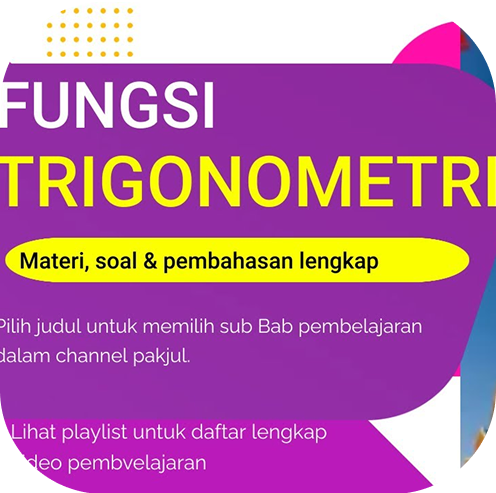 FUNGSI
TRIGONOMETRI
Materi, soal & pembahasan lengkap
Pilih judul untuk memilih sub Bab pembelajaran
dalam channel pakjul.
Lihat playlist untuk daftar lengkap
video pembvelajaran